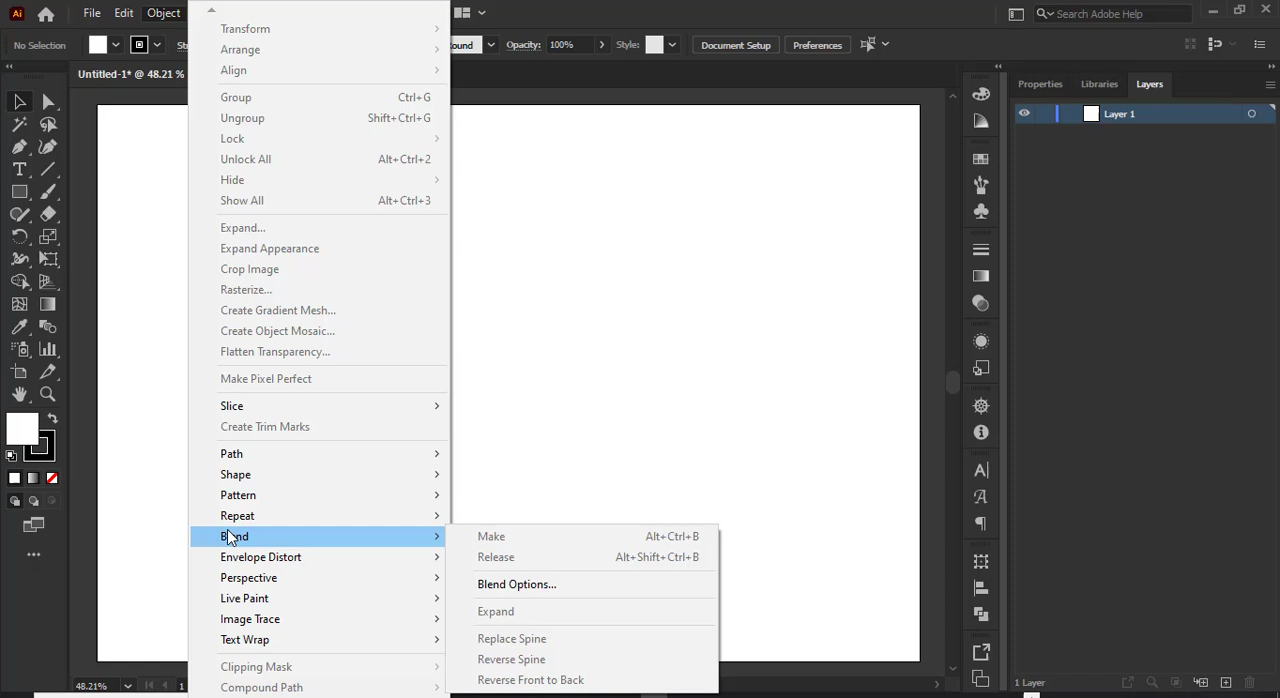 Ai File Edit Object
Search Adobe Help
No Selection
ound
Opacity: 100%
Style:
Document Setup
Preferences
Untitled-1* @ 48.21 %
Transform
Arrange
Align
Group Ctrl+G
Ungroup Shift+Ctrl+G
Lock
Unlock All Alt+Ctrl+2
Hide
Show All Alt+Ctrl+3
Expand...
Expand Appearance
Crop Image
Rasterize...
Create Gradient Mesh...
Create Object Mosaic...
Flatten Transparency...
Make Pixel Perfect
Slice
Create Trim Marks
Path
Shape
Pattern
Repeat
Blend
Envelope Distort
Perspective
Live Paint
Image Trace
Text Wrap
Clipping Mask
Compound Path
Make Alt+Ctrl+B
Release Alt+Shift+Ctrl+B
Blend Options...
Expand
Replace Spine
Reverse Spine
Reverse Front to Back
Properties Libraries Layers
Layer 1
48.21% 1
1 Layer